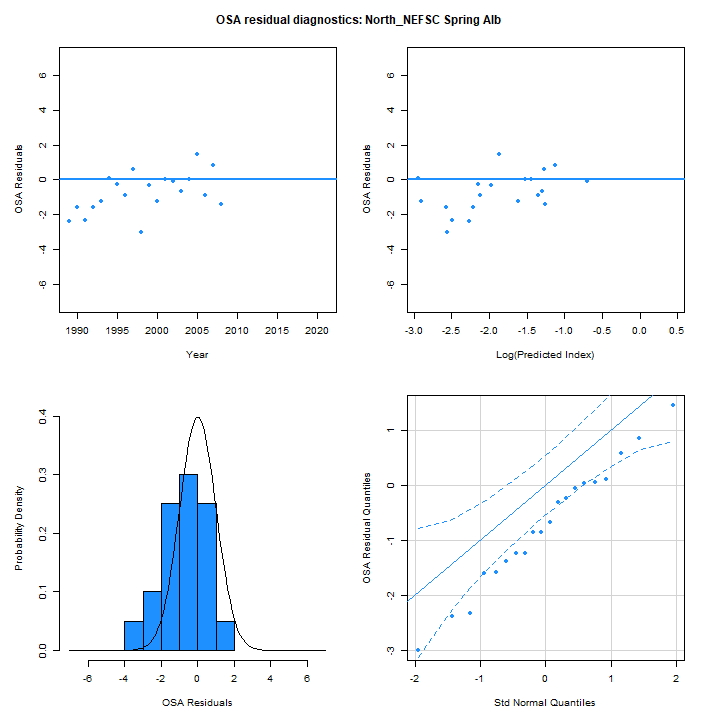 OSA residual diagnostics: North_NEFSC Spring Alb
OSA Residuals
6
4
2
0
-2
-4
-6
1990 1995 2000 2005 2010 2015 2020
Year
OSA Residuals
6
4
2
0
-2
-4
-6
-3.0 -2.5 -2.0 -1.5 -1.0 -0.5 0.0 0.5
Log(Predicted Index)
Probability Density
0.4
0.3
0.2
0.1
0.0
-6 -4 -2 0 2 4 6
OSA Residuals
OSA Residual Quantiles
1
0
-1
-2
-3
-2 -1 0 1 2
Std Normal Quantiles